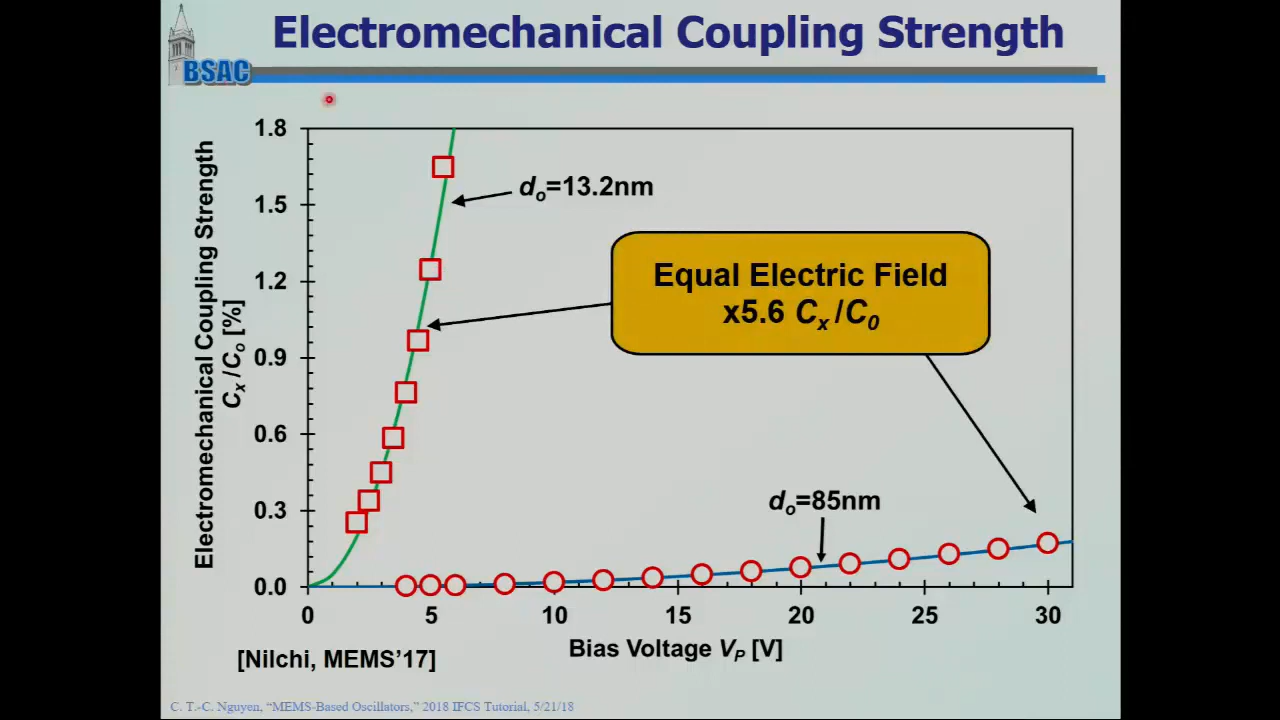 Electromechanical Coupling Strength
BSAC
Electromechanical Coupling Strength
Cx /Co [%]
1.8
1.5
1.2
0.9
0.6
0.3
0.0
do=13.2nm
Equal Electric Field
x5.6 Cx /C0
do=85nm
0 5 10 15 20 25 30
Bias Voltage VP [V]
[Nilchi, MEMS’17]
C. T.-C. Nguyen, “MEMS-Based Oscillators,” 2018 IFCS Tutorial, 5/21/18